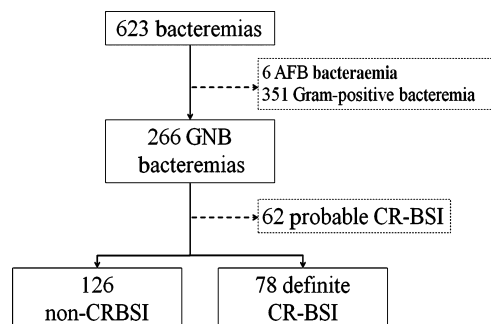 623 bacteremias
6 AFB bacteraemia
351 Gram-positive bacteremia
266 GNB
bacteremias
62 probable CR-BSI
126
non-CRBSI
78 definite
CR-BSI